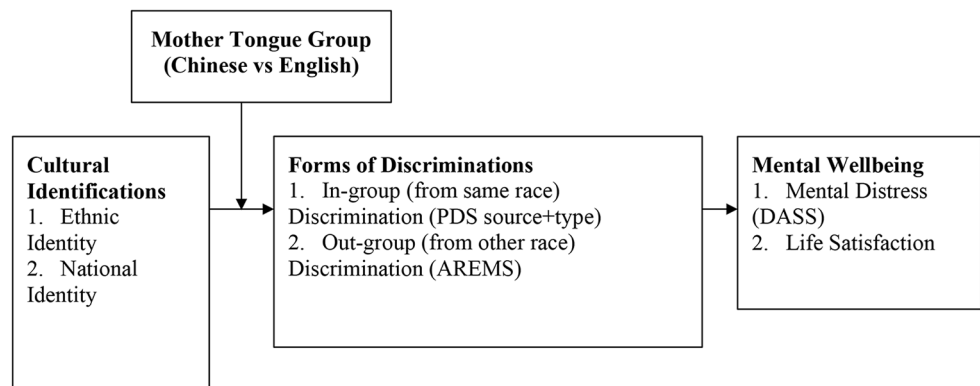 Mother Tongue Group
(Chinese vs English)
Cultural
Identifications
1. Ethnic
Identity
2. National
Identity
Forms of Discriminations
1. In-group (from same race)
Discrimination (PDS source+type)
2. Out-group (from other race)
Discrimination (AREMS)
Mental Wellbeing
1. Mental Distress
(DASS)
2. Life Satisfaction